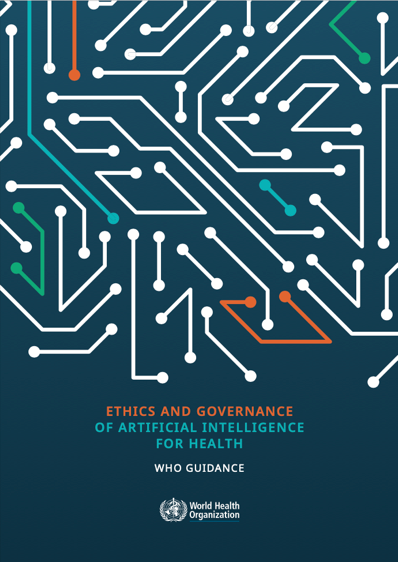 ETHICS AND GOVERNANCE
OF ARTIFICIAL INTELLIGENCE
FOR HEALTH
WHO GUIDANCE
World Health
Organization